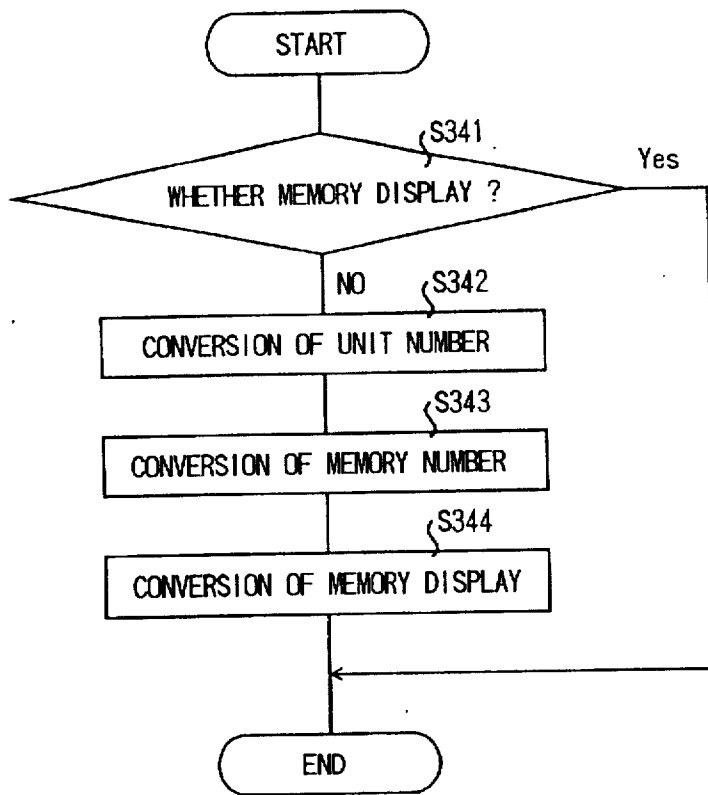 START
S341
Yes
WHETHER MEMORY DISPLAY ?
NO
S342
CONVERSION OF UNIT NUMBER
S343
CONVERSION OF MEMORY NUMBER
S344
CONVERSION OF MEMORY DISPLAY
END